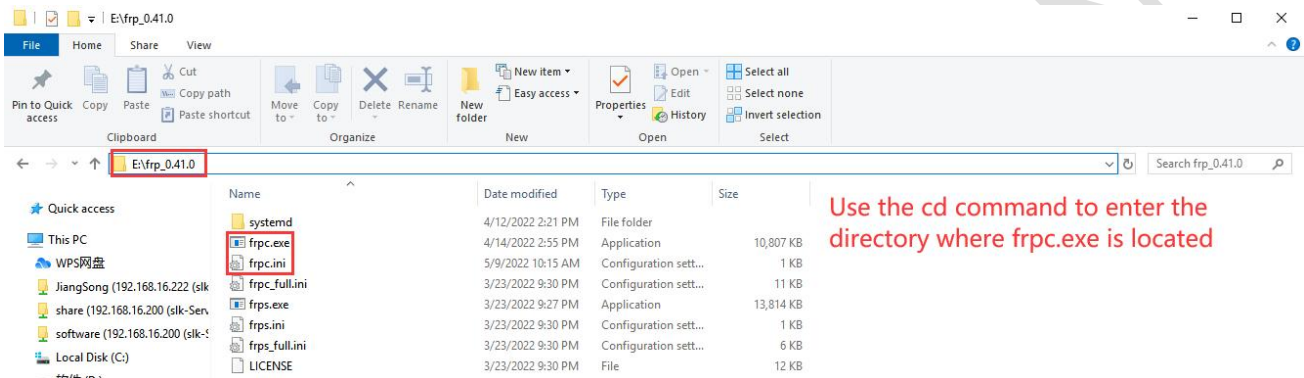 E:\frp_0.41.0
File Home Share View
Pin to Quick access
Copy
Paste
Cut
Copy path
Paste shortcut
Clipboard
Move to
Copy to
Delete
Rename
Organize
New folder
New item
Easy access
New
Properties
Open
Edit
History
Open
Select all
Select none
Invert selection
Select
E:\frp_0.41.0
Search frp_0.41.0
Quick access
This PC
WPS网盘
JiangSong (192.168.16.222 (slk
share (192.168.16.200 (slk-Serv
software (192.168.16.200 (slk-S
Local Disk (C:)
Name Date modified Type Size
systemd 4/12/2022 2:21 PM File folder
frpc.exe 4/14/2022 2:55 PM Application 10,807 KB
frpc.ini 5/9/2022 10:15 AM Configuration sett... 1 KB
frpc_full.ini 3/23/2022 9:30 PM Configuration sett... 11 KB
frps.exe 3/23/2022 9:27 PM Application 13,814 KB
frps.ini 3/23/2022 9:30 PM Configuration sett... 1 KB
frps_full.ini 3/23/2022 9:30 PM Configuration sett... 6 KB
LICENSE 3/23/2022 9:30 PM File 12 KB
Use the cd command to enter the
directory where frpc.exe is located